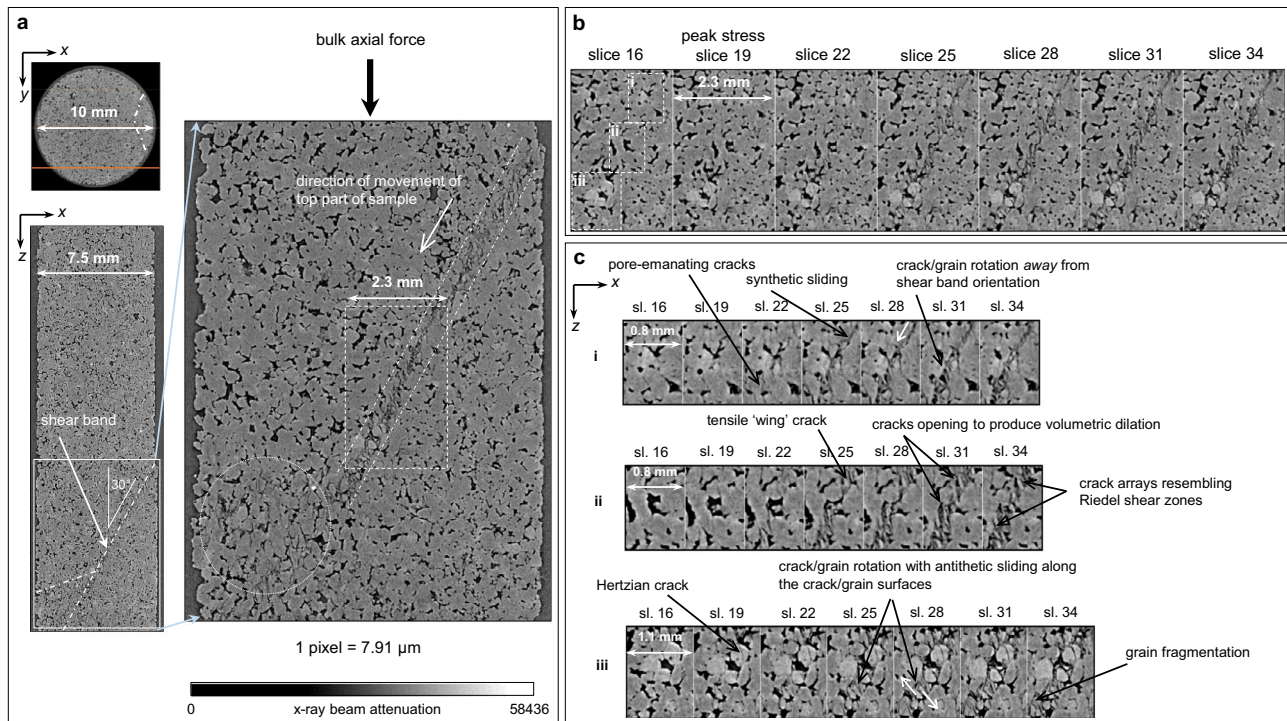 a
x
y
10 mm
x
z
7.5 mm
shear band
30°
bulk axial force
direction of movement of
top part of sample
2.3 mm
1 pixel = 7.91 µm
0
x-ray beam attenuation
58436
b
peak stress
slice 16
slice 19
slice 22
slice 25
slice 28
slice 31
slice 34
2.3 mm
i
ii
iii
c
x
z
pore-emanating cracks
synthetic sliding
crack/grain rotation away from
shear band orientation
sl. 16
sl. 19
sl. 22
sl. 25
sl. 28
sl. 31
sl. 34
0.8 mm
i
tensile ‘wing’ crack
cracks opening to produce volumetric dilation
sl. 16
sl. 19
sl. 22
sl. 25
sl. 28
sl. 31
sl. 34
0.8 mm
ii
crack arrays resembling
Riedel shear zones
crack/grain rotation with antithetic sliding along
the crack/grain surfaces
Hertzian crack
sl. 16
sl. 19
sl. 22
sl. 25
sl. 28
sl. 31
sl. 34
1.1 mm
iii
grain fragmentation